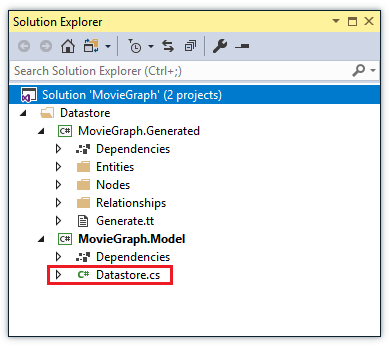 Solution Explorer
Search Solution Explorer (Ctrl+;)
Solution 'MovieGraph' (2 projects)
Datastore
C# MovieGraph.Generated
Dependencies
Entities
Nodes
Relationships
Generate.tt
C# MovieGraph.Model
Dependencies
C# Datastore.cs